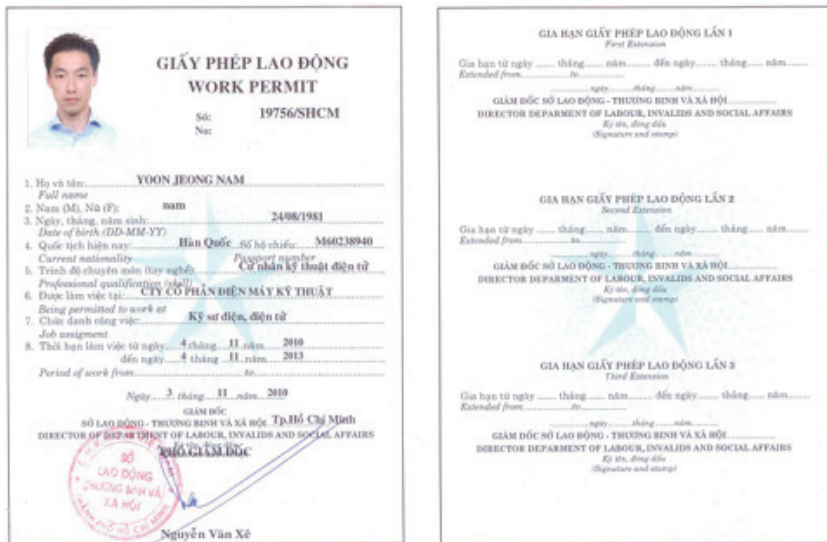 GIẤY PHÉP LAO ĐỘNG
WORK PERMIT
Số: 19756/SHCM
No:
1. Họ và tên: YOON JEONG NAM
Full name
2. Nam (M), Nữ (F): nam
3. Ngày, tháng, năm sinh: 24/08/1981
Date of birth (DD-MM-YY)
4. Quốc tịch hiện nay: Hàn Quốc Số hộ chiếu: M60238940
Current nationality Passport number
5. Trình độ chuyên môn (tay nghề): Cử nhân kỹ thuật điện tử
Professional qualification (skill)
6. Được làm việc tại: CTY CỔ PHẦN ĐIỆN MÁY KỸ THUẬT
Being permitted to work at
7. Chức danh công việc: Kỹ sư điện, điện tử
Job assigment
8. Thời hạn làm việc từ ngày 4 tháng 11 năm 2010
đến ngày 4 tháng 11 năm 2013
Period of work from to
Ngày 3 tháng 11 năm 2010
GIÁM ĐỐC
SỞ LAO ĐỘNG - THƯƠNG BINH VÀ XÃ HỘI Tp.Hồ Chí Minh
DIRECTOR OF DEPARTMENT OF LABOUR, INVALIDS AND SOCIAL AFFAIRS
PHÓ GIÁM ĐỐC
SỞ
LAO ĐỘNG
THƯƠNG BINH VÀ
XÃ HỘI
THÀNH PHỐ HỒ CHÍ MINH
Nguyễn Văn Xê
GIA HẠN GIẤY PHÉP LAO ĐỘNG LẦN 1
First Extension
Gia hạn từ ngày ...... tháng ...... năm ...... đến ngày ...... tháng ...... năm ......
Extended from to
ngày tháng năm
GIÁM ĐỐC SỞ LAO ĐỘNG - THƯƠNG BINH VÀ XÃ HỘI
DIRECTOR DEPARMENT OF LABOUR, INVALIDS AND SOCIAL AFFAIRS
Ký tên, đóng dấu
(Signature and stamp)
GIA HẠN GIẤY PHÉP LAO ĐỘNG LẦN 2
Second Extension
Gia hạn từ ngày ...... tháng ...... năm ...... đến ngày ...... tháng ...... năm ......
Extended from to
ngày tháng năm
GIÁM ĐỐC SỞ LAO ĐỘNG - THƯƠNG BINH VÀ XÃ HỘI
DIRECTOR DEPARMENT OF LABOUR, INVALIDS AND SOCIAL AFFAIRS
Ký tên, đóng dấu
(Signature and stamp)
GIA HẠN GIẤY PHÉP LAO ĐỘNG LẦN 3
Third Extension
Gia hạn từ ngày ...... tháng ...... năm ...... đến ngày ...... tháng ...... năm ......
Extended from to
ngày tháng năm
GIÁM ĐỐC SỞ LAO ĐỘNG - THƯƠNG BINH VÀ XÃ HỘI
DIRECTOR DEPARMENT OF LABOUR, INVALIDS AND SOCIAL AFFAIRS
Ký tên, đóng dấu
(Signature and stamp)